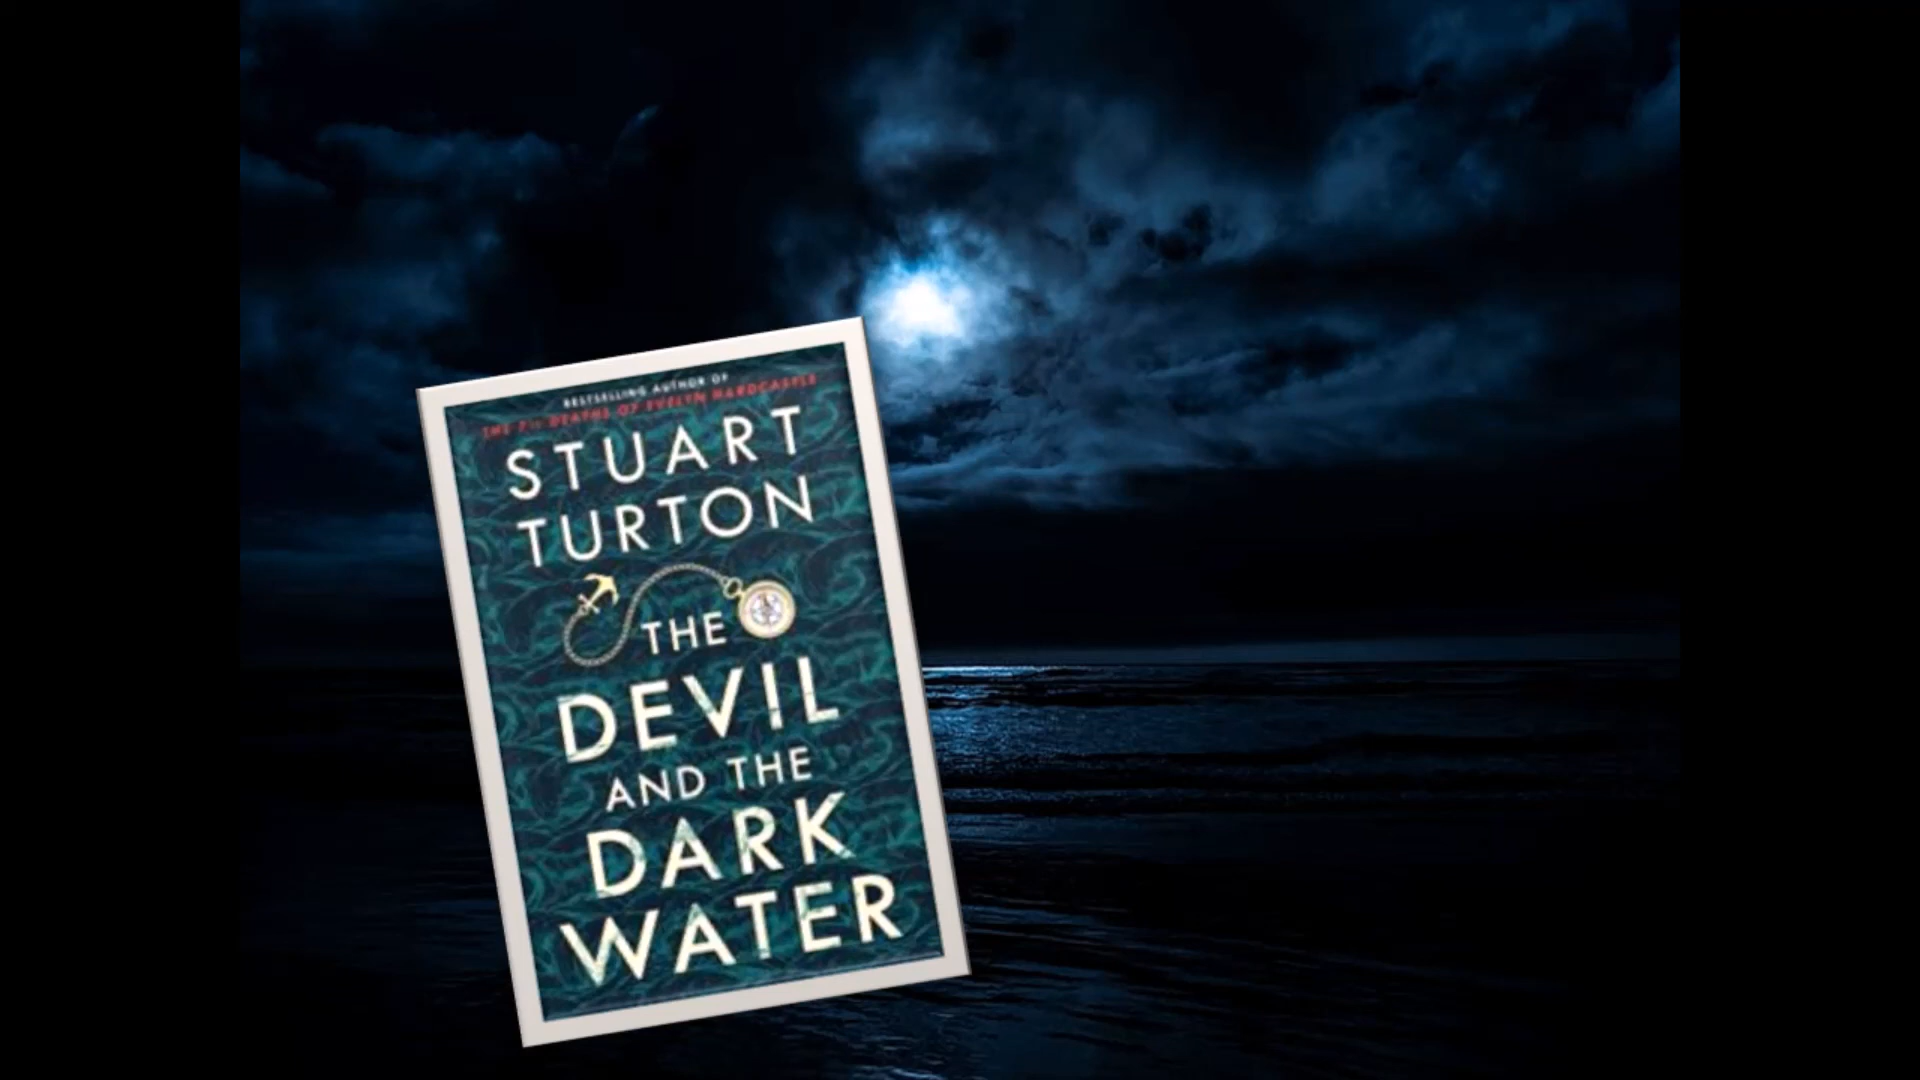 BESTSELLING AUTHOR OF
THE 7½ DEATHS OF EVELYN HARDCASTLE
STUART
TURTON
THE
DEVIL
AND THE
DARK
WATER